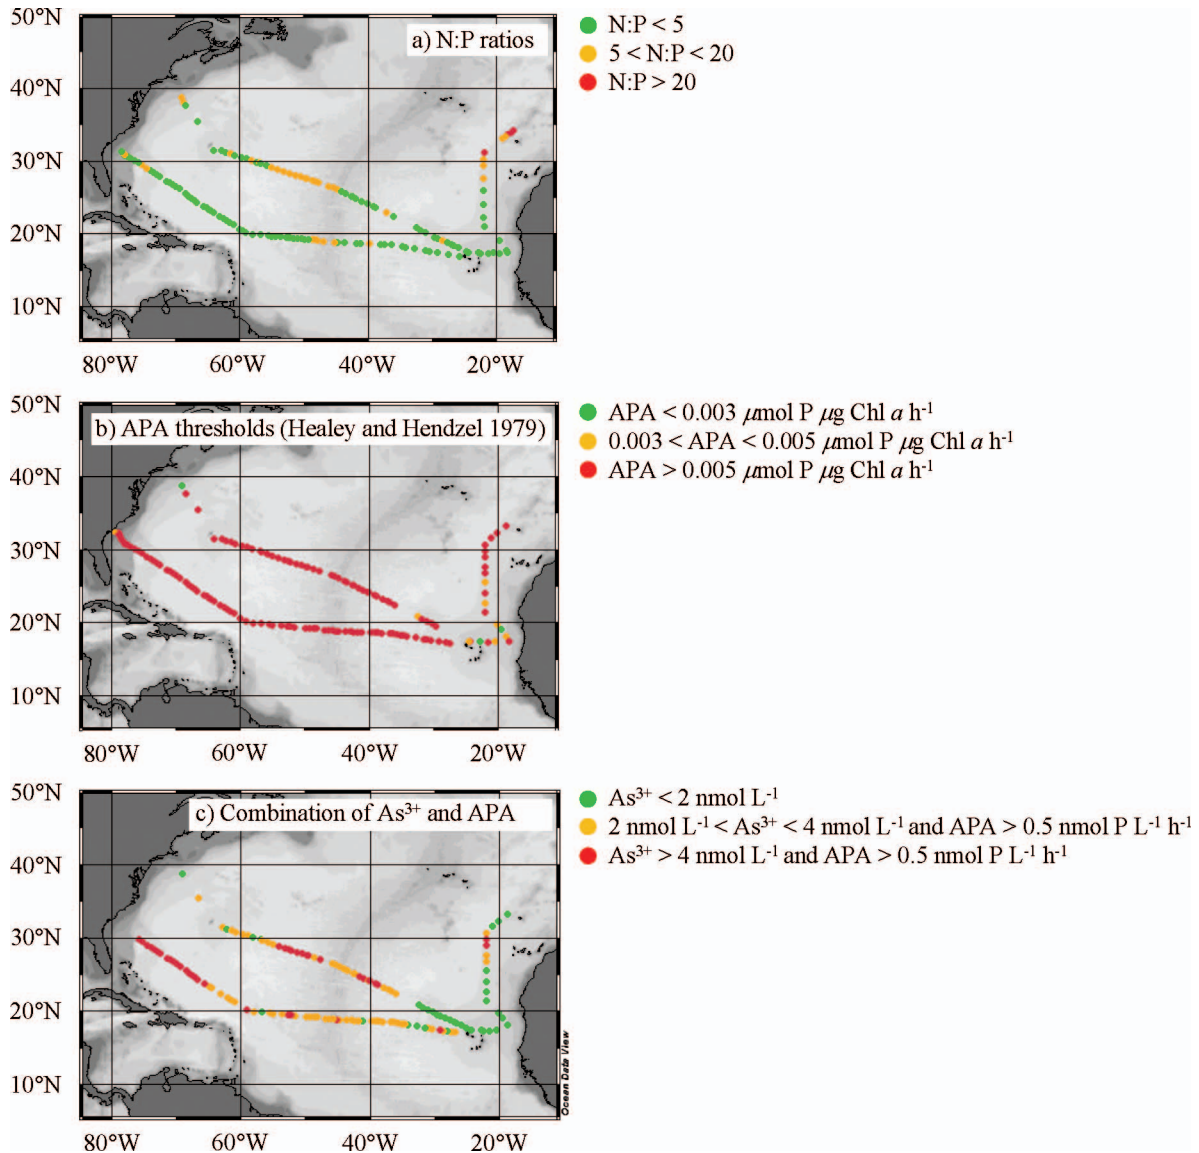 50°N
40°N
30°N
20°N
10°N
a) N:P ratios
80°W 60°W 40°W 20°W
N:P < 5
5 < N:P < 20
N:P > 20
50°N
40°N
30°N
20°N
10°N
b) APA thresholds (Healey and Hendzel 1979)
80°W 60°W 40°W 20°W
APA < 0.003 μmol P μg Chl a h⁻¹
0.003 < APA < 0.005 μmol P μg Chl a h⁻¹
APA > 0.005 μmol P μg Chl a h⁻¹
50°N
40°N
30°N
20°N
10°N
c) Combination of As³⁺ and APA
80°W 60°W 40°W 20°W
As³⁺ < 2 nmol L⁻¹
2 nmol L⁻¹ < As³⁺ < 4 nmol L⁻¹ and APA > 0.5 nmol P L⁻¹ h⁻¹
As³⁺ > 4 nmol L⁻¹ and APA > 0.5 nmol P L⁻¹ h⁻¹
Ocean Data View